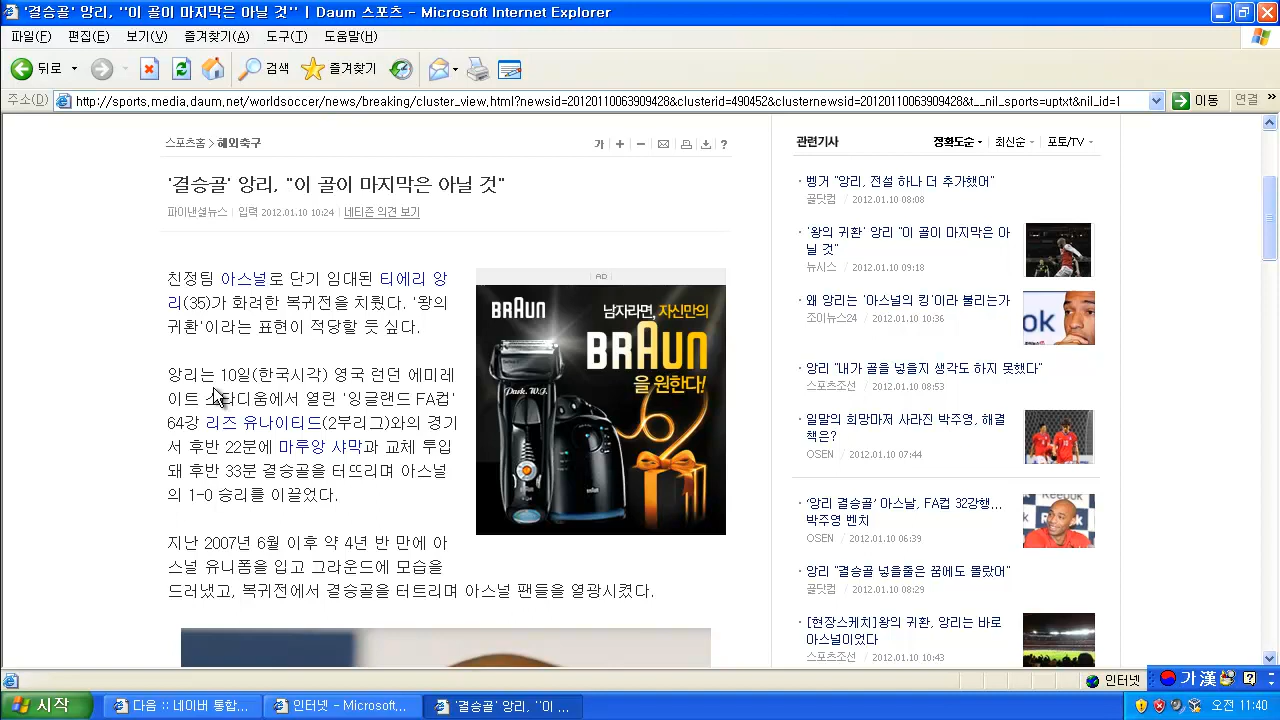 '결승골' 앙리, ''이 골이 마지막은 아닐 것'' | Daum 스포츠 - Microsoft Internet Explorer
파일(F) 편집(E) 보기(V) 즐겨찾기(A) 도구(T) 도움말(H)
뒤로 검색 즐겨찾기
주소(D) http://sports.media.daum.net/worldsoccer/news/breaking/cluster_view.html?newsid=20120110063909428&clusterid=490452&clusternewsid=20120110063909428&t__nil_sports=uptxt&nil_id=1 이동 연결 »
스포츠홈 > 해외축구 가 + - ?
'결승골' 앙리, "이 골이 마지막은 아닐 것"
파이낸셜뉴스 | 입력 2012.01.10 10:24 | 네티즌 의견 보기
친정팀 아스널로 단기 임대된 티에리 앙
리(35)가 화려한 복귀전을 치렀다. '왕의
귀환'이라는 표현이 적당할 듯 싶다.
앙리는 10일(한국시각) 영국 런던 에미레
이트 스타디움에서 열린 '잉글랜드 FA컵'
64강 리즈 유나이티드(2부리그)와의 경기
서 후반 22분에 마루앙 샤막과 교체 투입
돼 후반 33분 결승골을 터트리며 아스널
의 1-0 승리를 이끌었다.
지난 2007년 6월 이후 약 4년 반 만에 아
스널 유니폼을 입고 그라운드에 모습을
드러냈고, 복귀전에서 결승골을 터트리며 아스널 팬들을 열광시켰다.
AD
BRAUN
남자라면, 자신만의
BRAUN
을 원한다!
Dark. W.F.
BRAUN
관련기사 정확도순 최신순 포토/TV
벵거 "앙리, 전설 하나 더 추가했어"
골닷컴 2012.01.10 08:08
'왕의 귀환' 앙리 "이 골이 마지막은 아
닐 것"
뉴시스 2012.01.10 09:18
왜 앙리는 '아스널의 킹'이라 불리는가
조이뉴스24 2012.01.10 10:36
ok
앙리 "내가 골을 넣을지 생각도 하지 못했다"
스포츠조선 2012.01.10 08:53
일말의 희망마저 사라진 박주영, 해결
책은?
OSEN 2012.01.10 07:44
‘앙리 결승골’ 아스날, FA컵 32강행...
박주영 벤치
OSEN 2012.01.10 06:39
Reebok
앙리 "결승골 넣을줄은 꿈에도 몰랐어"
골닷컴 2012.01.10 08:29
[현장스케치]왕의 귀환, 앙리는 바로
아스널이었다
스포츠조선 2012.01.10 10:43
인터넷
가 漢
시작 다음 :: 네이버 통합,... 인터넷 - Microsoft,... '결승골' 앙리, ''이 ... 오전 11:40